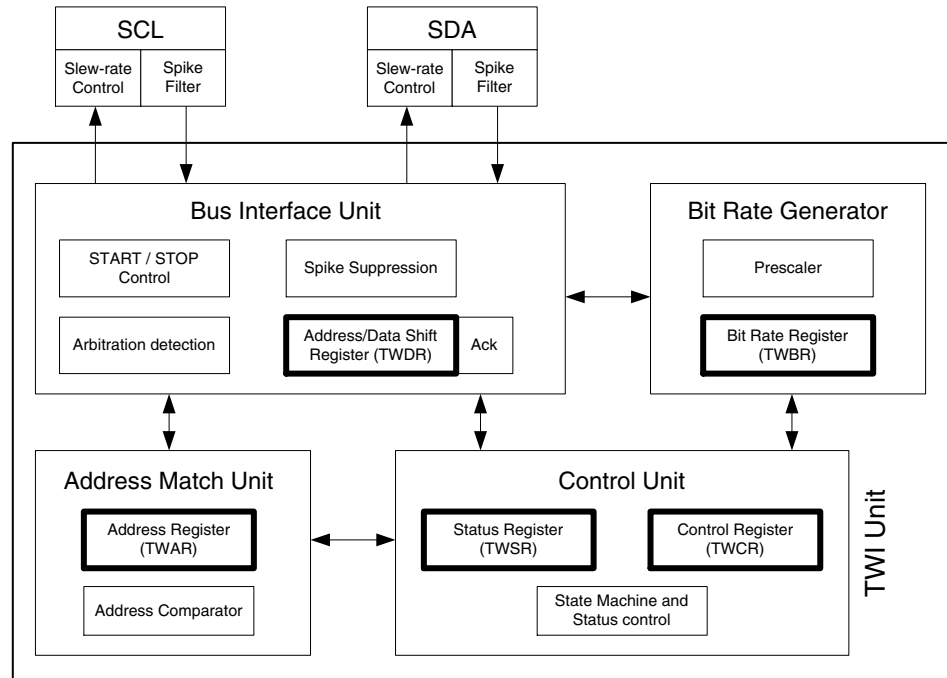 SCL
Slew-rate
Control
Spike
Filter
SDA
Slew-rate
Control
Spike
Filter
Bus Interface Unit
START / STOP
Control
Spike Suppression
Arbitration detection
Address/Data Shift
Register (TWDR)
Ack
Bit Rate Generator
Prescaler
Bit Rate Register
(TWBR)
Address Match Unit
Address Register
(TWAR)
Address Comparator
Control Unit
Status Register
(TWSR)
Control Register
(TWCR)
State Machine and
Status control
TWI Unit